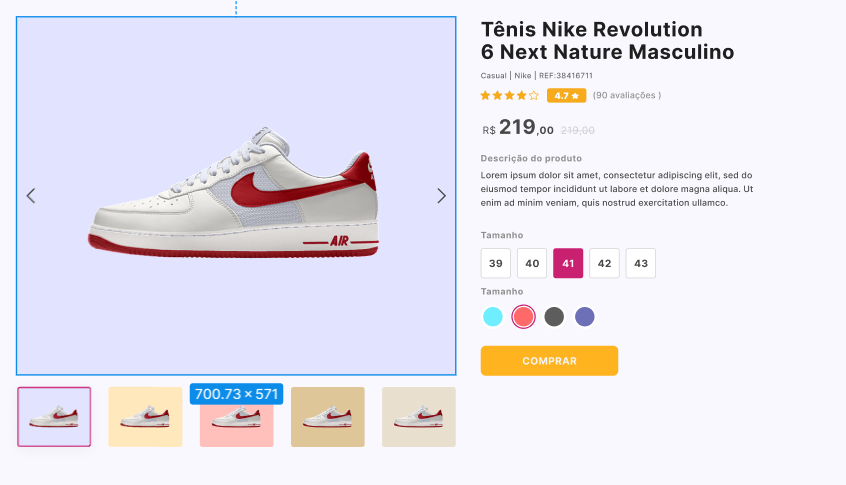 Tênis Nike Revolution
6 Next Nature Masculino
Casual | Nike | REF:38416711
4.7
(90 avaliações )
R$ 219,00 219,00
Descrição do produto
Lorem ipsum dolor sit amet, consectetur adipiscing elit, sed do
eiusmod tempor incididunt ut labore et dolore magna aliqua. Ut
enim ad minim veniam, quis nostrud exercitation ullamco.
Tamanho
39 40 41 42 43
Tamanho
COMPRAR
AIR
700.73 × 571